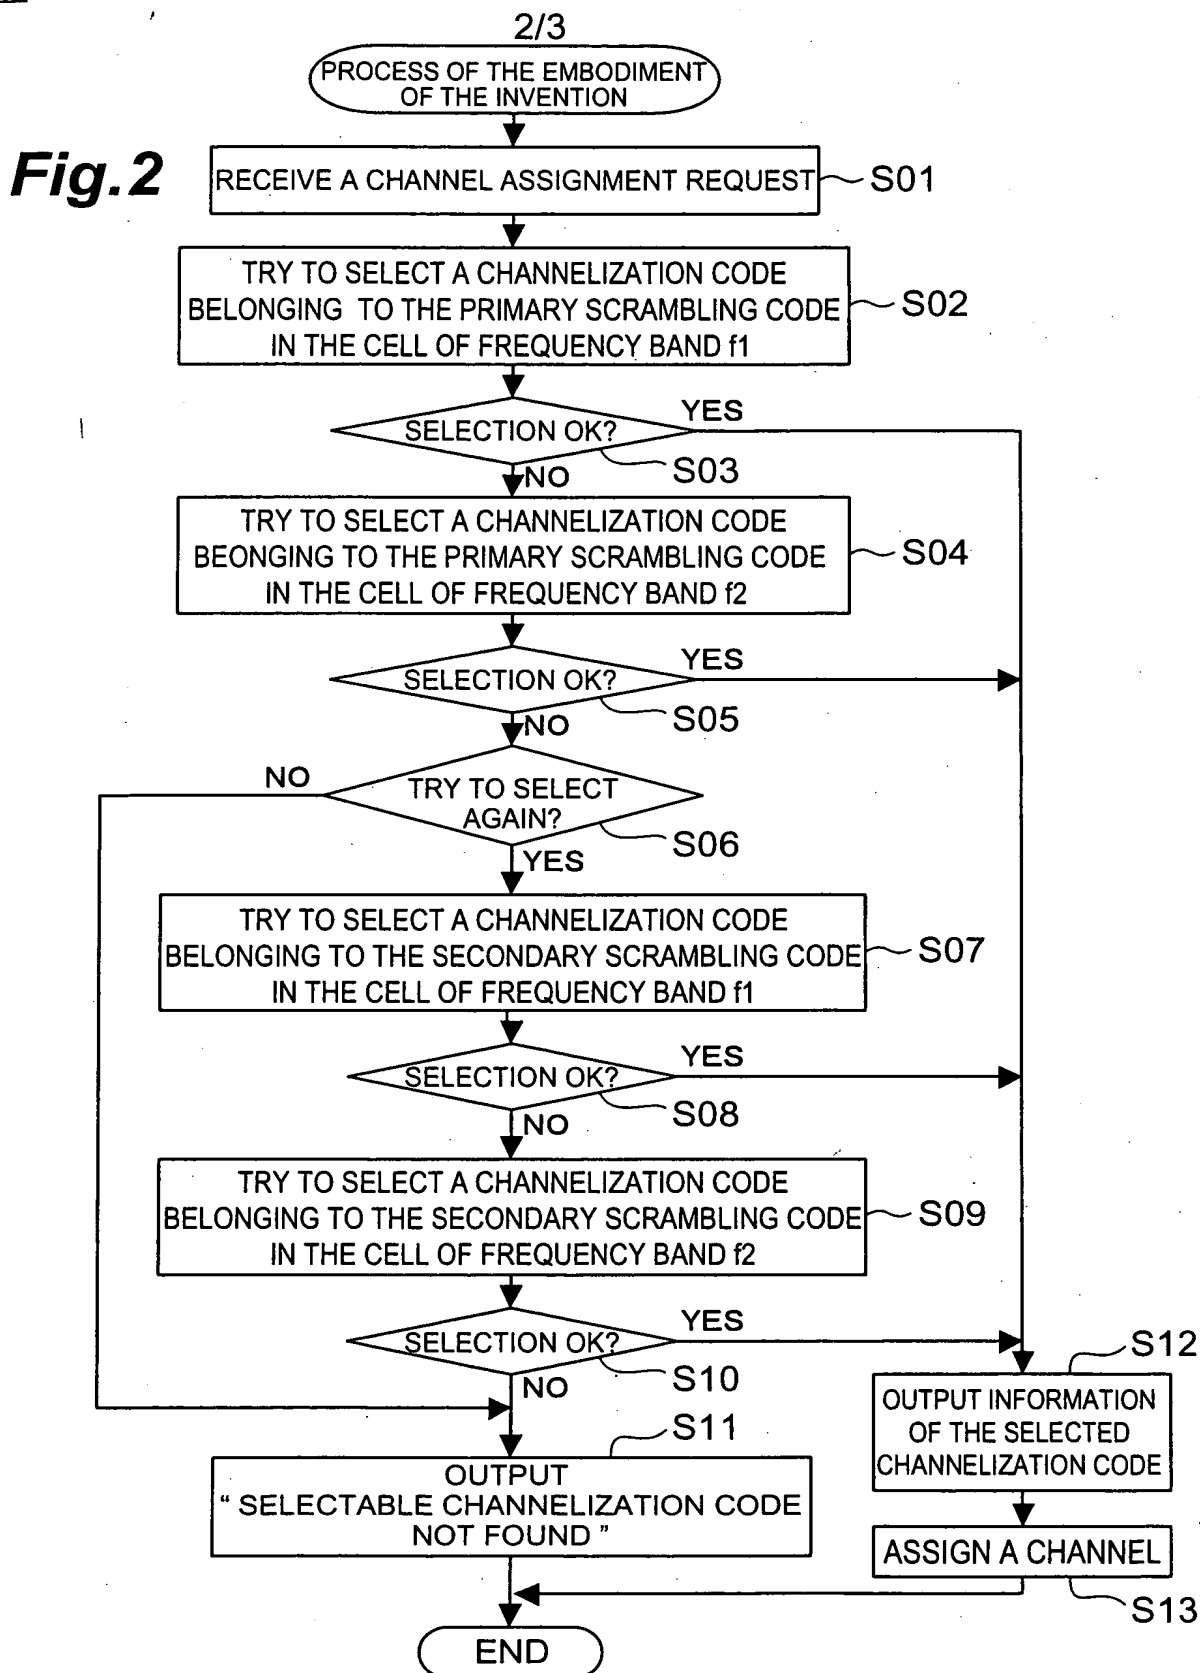 2/3
PROCESS OF THE EMBODIMENT
OF THE INVENTION
Fig.2
RECEIVE A CHANNEL ASSIGNMENT REQUEST
S01
TRY TO SELECT A CHANNELIZATION CODE
BELONGING TO THE PRIMARY SCRAMBLING CODE
IN THE CELL OF FREQUENCY BAND f1
S02
SELECTION OK?
YES
S03
NO
TRY TO SELECT A CHANNELIZATION CODE
BEONGING TO THE PRIMARY SCRAMBLING CODE
IN THE CELL OF FREQUENCY BAND f2
S04
SELECTION OK?
YES
S05
NO
NO
TRY TO SELECT
AGAIN?
S06
YES
TRY TO SELECT A CHANNELIZATION CODE
BELONGING TO THE SECONDARY SCRAMBLING CODE
IN THE CELL OF FREQUENCY BAND f1
S07
SELECTION OK?
YES
S08
NO
TRY TO SELECT A CHANNELIZATION CODE
BELONGING TO THE SECONDARY SCRAMBLING CODE
IN THE CELL OF FREQUENCY BAND f2
S09
SELECTION OK?
YES
S10
NO
S12
OUTPUT INFORMATION
OF THE SELECTED
CHANNELIZATION CODE
S11
OUTPUT
“ SELECTABLE CHANNELIZATION CODE
NOT FOUND ”
ASSIGN A CHANNEL
S13
END